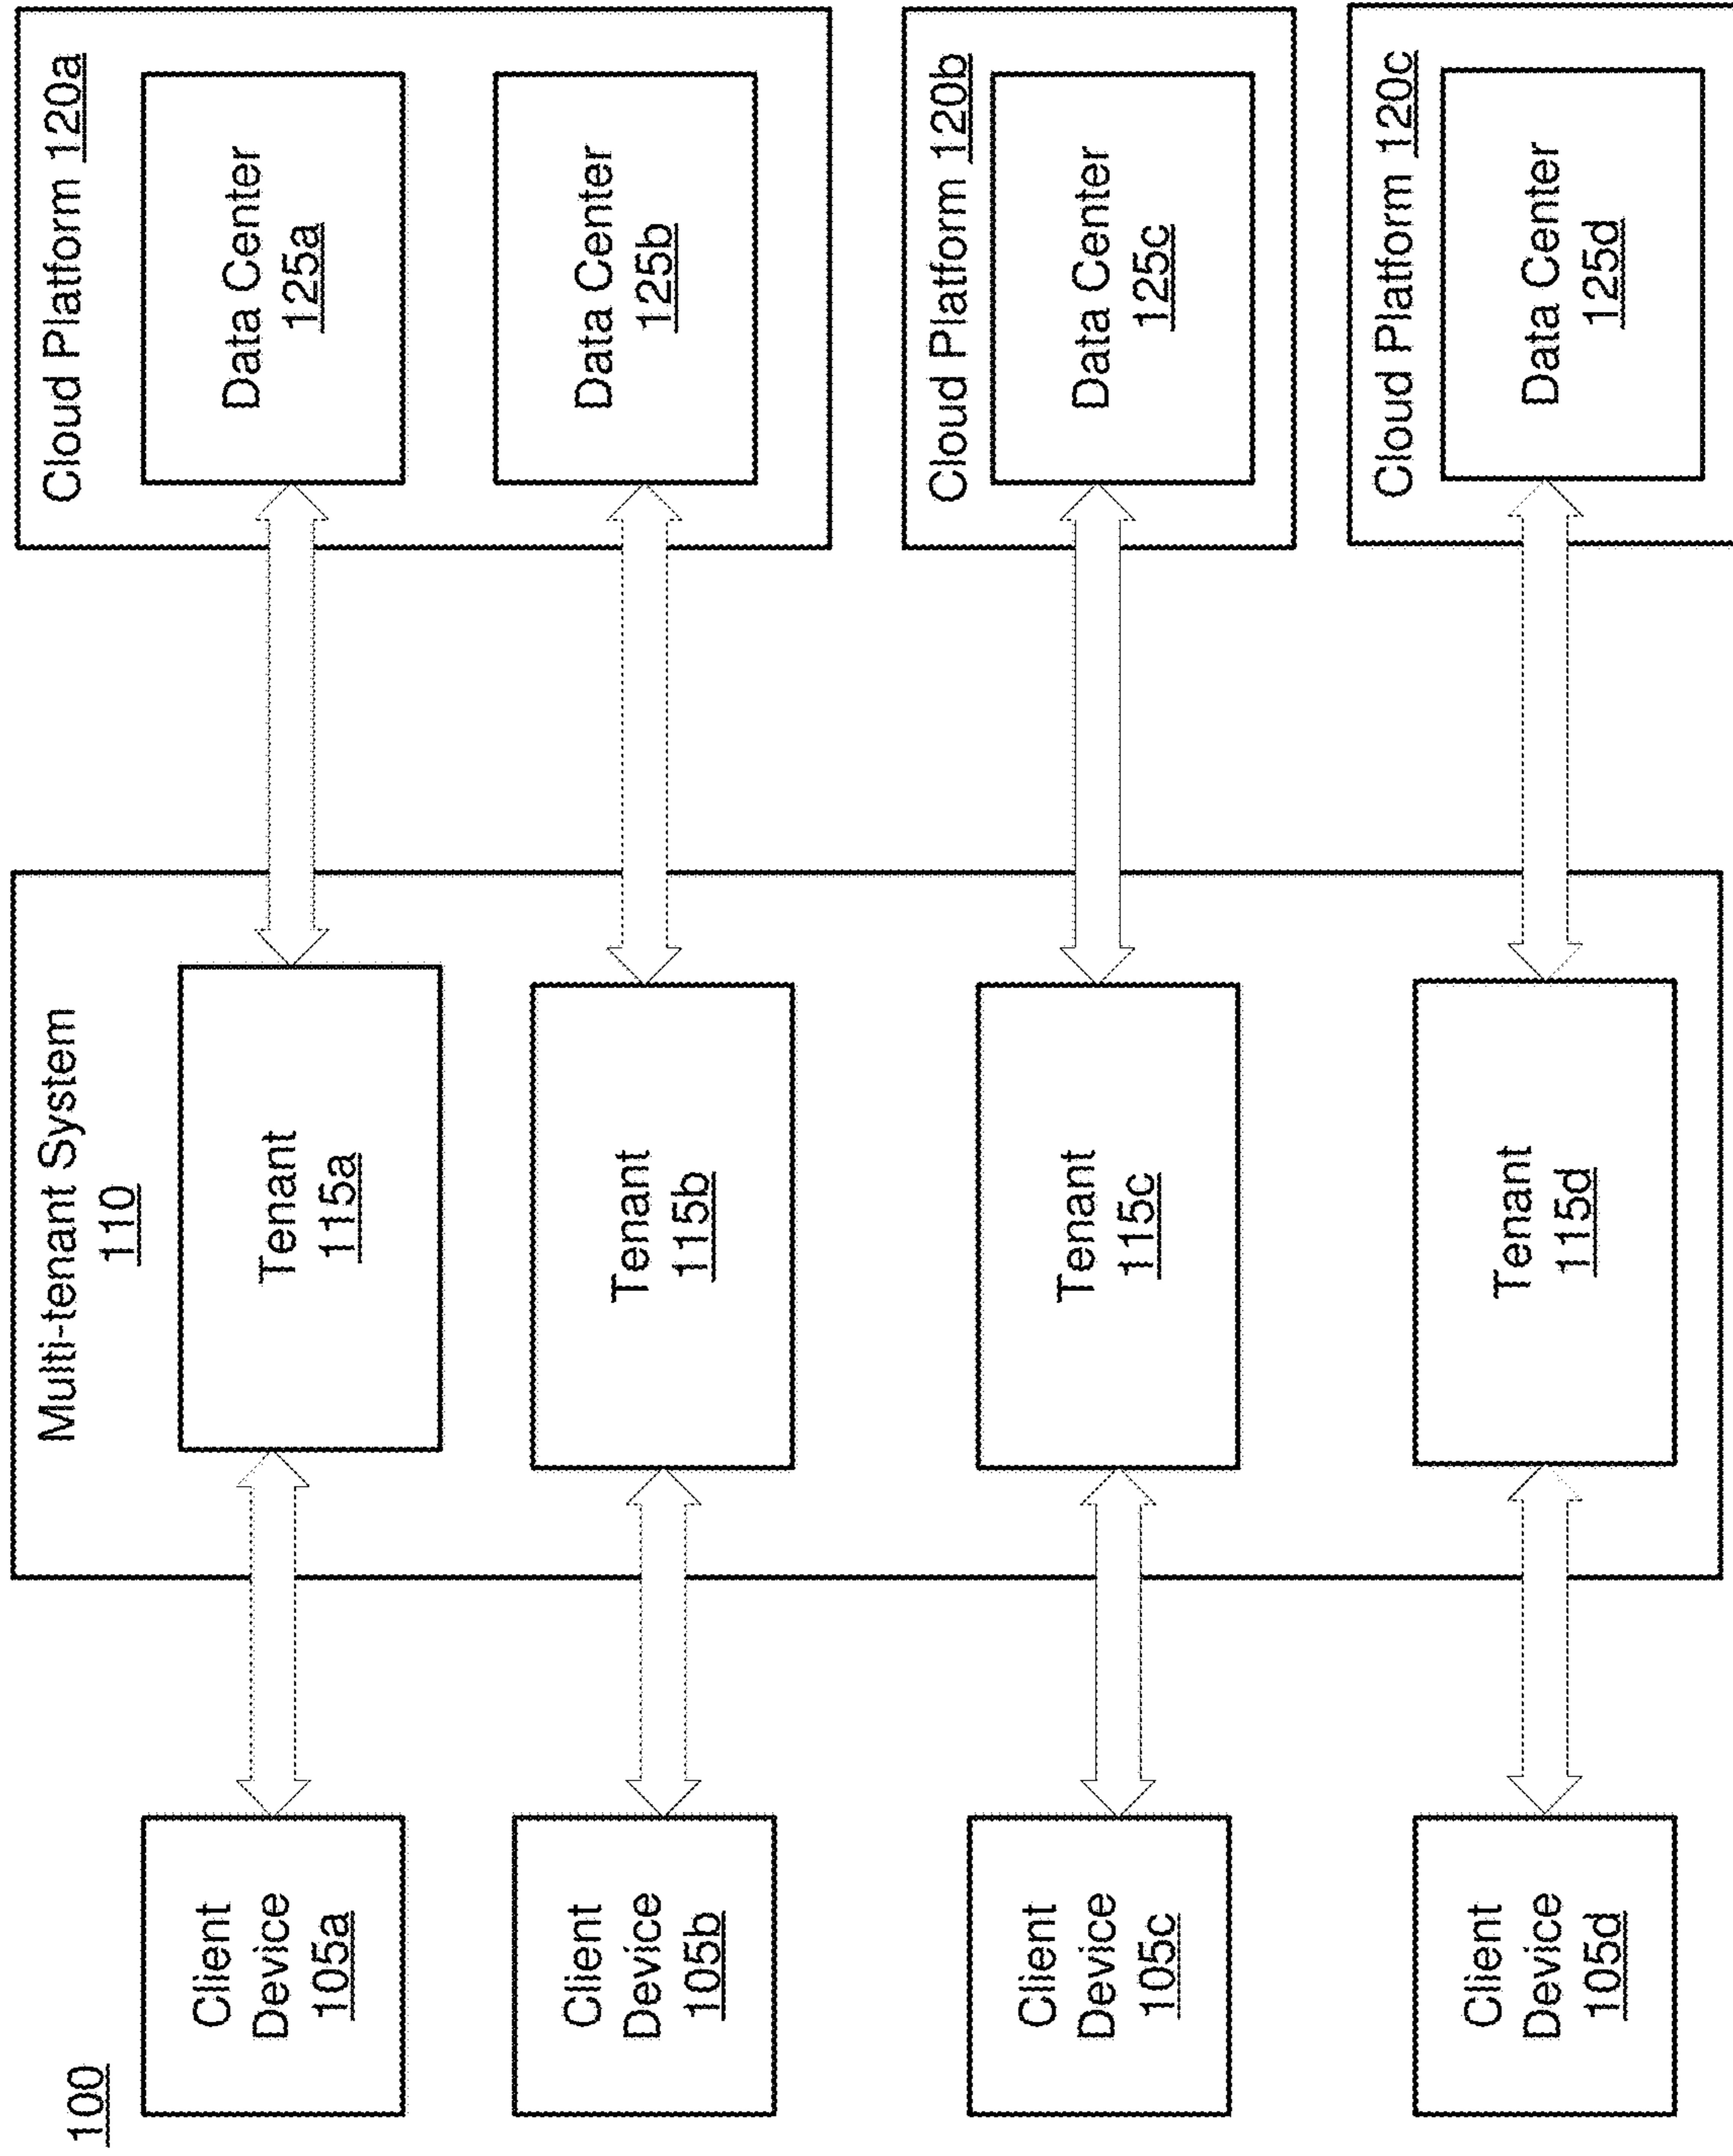 100
Client
Device
105a
Client
Device
105b
Client
Device
105c
Client
Device
105d
Multi-tenant System
110
Tenant
115a
Tenant
115b
Tenant
115c
Tenant
115d
Cloud Platform 120a
Data Center
125a
Data Center
125b
Cloud Platform 120b
Data Center
125c
Cloud Platform 120c
Data Center
125d